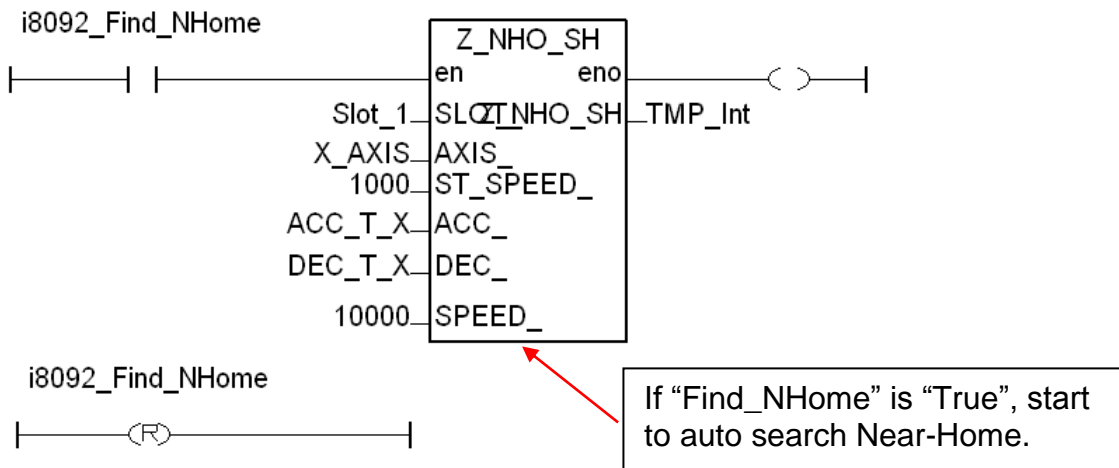 i8092_Find_NHome
Z_NHO_SH
en eno
Slot_1 SLOT_ Z_NHO_SH TMP_Int
X_AXIS AXIS_
1000 ST_SPEED_
ACC_T_X ACC_
DEC_T_X DEC_
10000 SPEED_
i8092_Find_NHome
(R)
If “Find_NHome” is “True”, start
to auto search Near-Home.